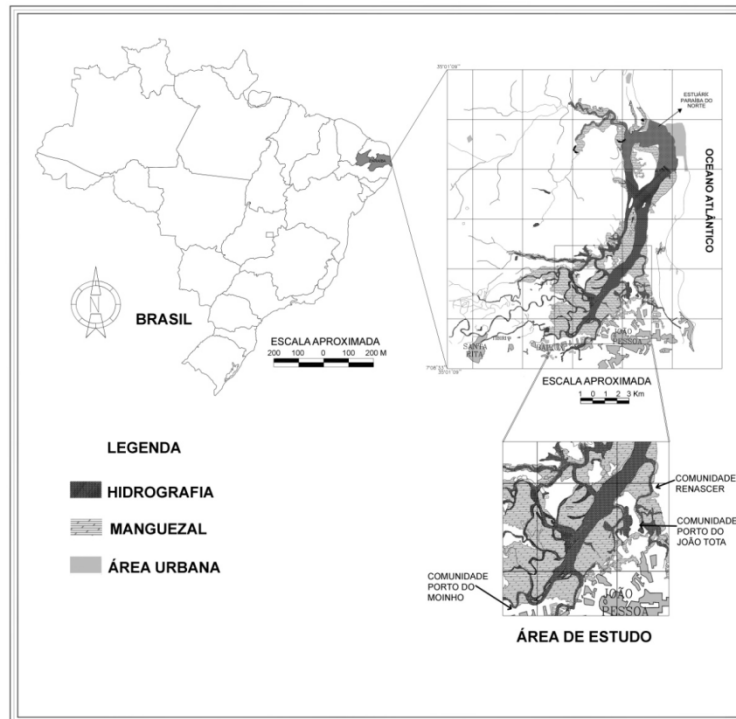 BRASIL
ESCALA APROXIMADA
200 100 0 100 200 M
LEGENDA
HIDROGRAFIA
MANGUEZAL
ÁREA URBANA
ESTUÁRIO
PARAÍBA DO
NORTE
OCEANO ATLÂNTICO
SANTA
RITA
JOÃO
PESSOA
ESCALA APROXIMADA
1 0 1 2 3 Km
COMUNIDADE
RENASCER
COMUNIDADE
PORTO DO
JOÃO TOTA
COMUNIDADE
PORTO DO
MOINHO
JOÃO
PESSOA
ÁREA DE ESTUDO